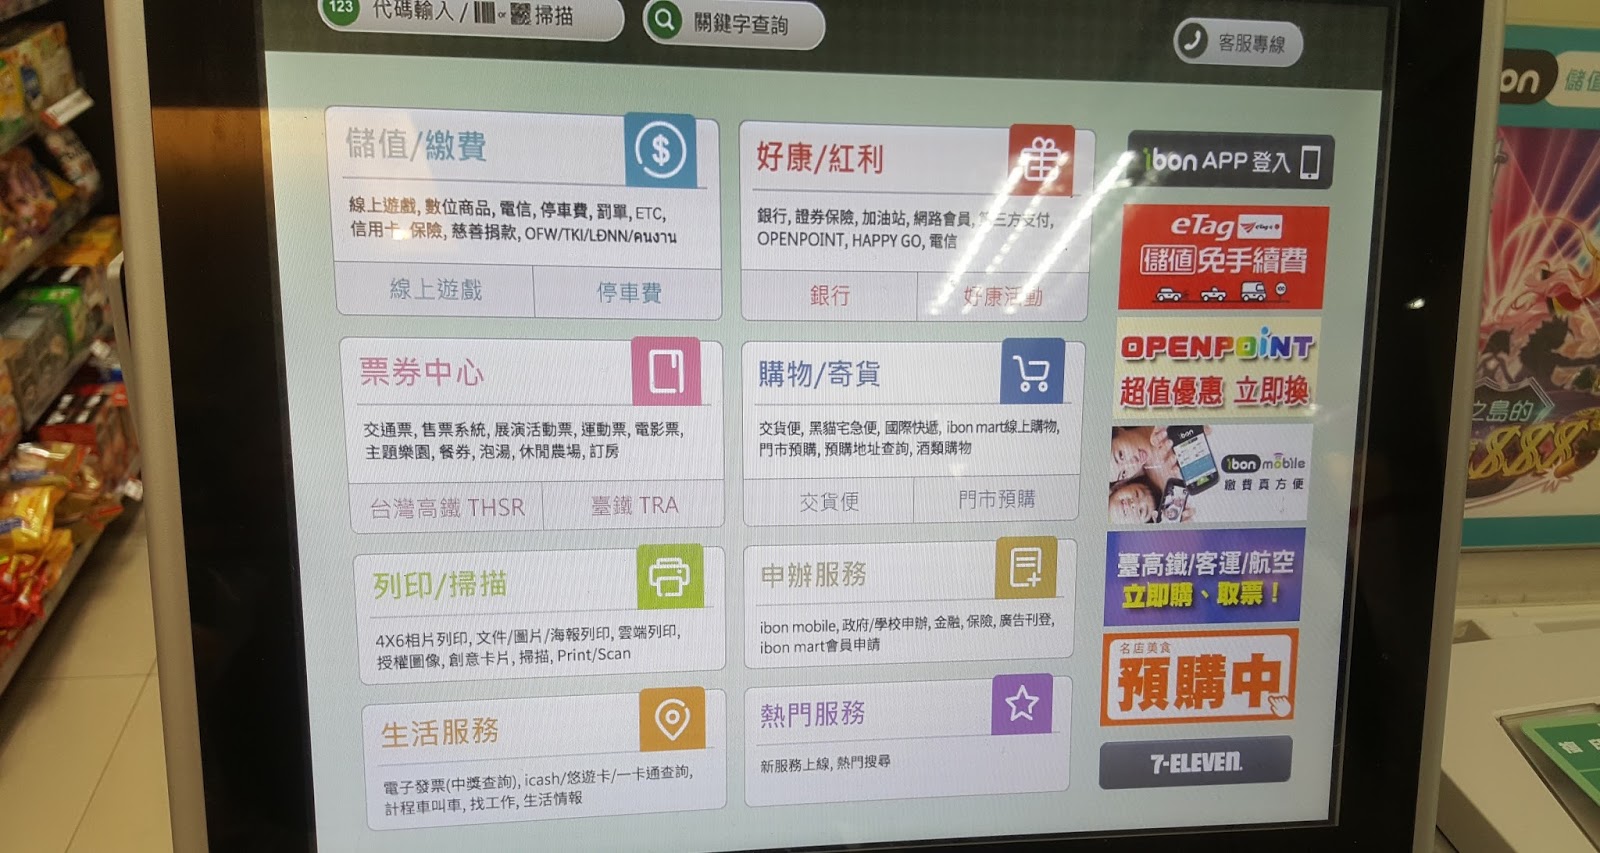 123 代碼輸入 / or 掃描
關鍵字查詢
客服專線
儲值/繳費
線上遊戲, 數位商品, 電信, 停車費, 罰單, ETC,
信用卡, 保險, 慈善捐款, OFW/TKI/LĐNN/คนงาน
線上遊戲
停車費
好康/紅利
銀行, 證券保險, 加油站, 網路會員, 第三方支付,
OPENPOINT, HAPPY GO, 電信
銀行
好康活動
票券中心
交通票, 售票系統, 展演活動票, 運動票, 電影票,
主題樂園, 餐券, 泡湯, 休閒農場, 訂房
台灣高鐵 THSR
臺鐵 TRA
購物/寄貨
交貨便, 黑貓宅急便, 國際快遞, ibon mart線上購物,
門市預購, 預購地址查詢, 酒類購物
交貨便
門市預購
列印/掃描
4X6相片列印, 文件/圖片/海報列印, 雲端列印,
授權圖像, 創意卡片, 掃描, Print/Scan
申辦服務
ibon mobile, 政府/學校申辦, 金融, 保險, 廣告刊登,
ibon mart會員申請
生活服務
電子發票(中獎查詢), icash/悠遊卡/一卡通查詢,
計程車叫車, 找工作, 生活情報
熱門服務
新服務上線, 熱門搜尋
ibon APP 登入
eTag
儲值免手續費
OPENPOINT
超值優惠 立即換
ibon mobile
繳費真方便
臺高鐵/客運/航空
立即購、取票！
名店美食
預購中
7-ELEVEN
on 儲值
之島的
888